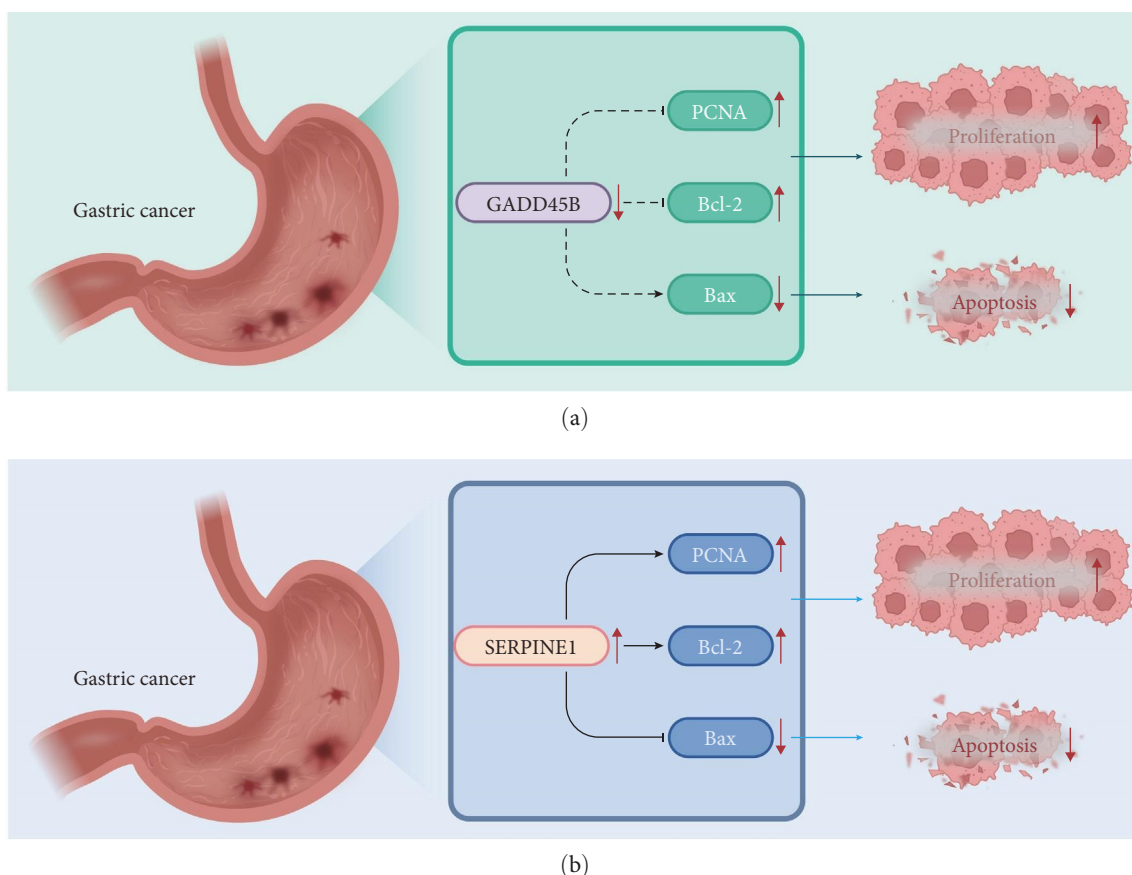 Gastric cancer
GADD45B
PCNA
Bcl-2
Bax
Proliferation
Apoptosis
(a)
Gastric cancer
SERPINE1
PCNA
Bcl-2
Bax
Proliferation
Apoptosis
(b)